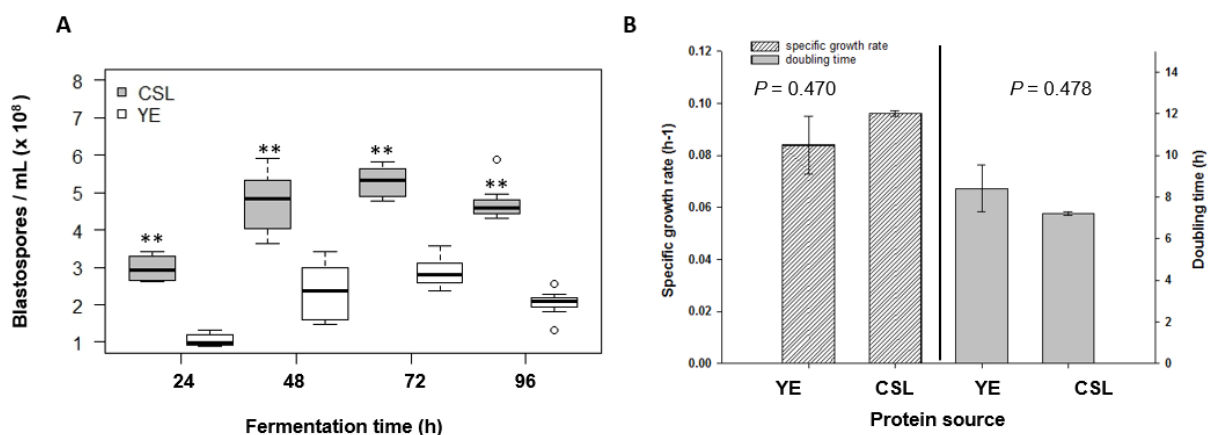 A
Blastospores / mL (x 10⁸)
8
7
6
5
4
3
2
1
CSL
YE
**
**
**
**
24
48
72
96
Fermentation time (h)
B
specific growth rate
doubling time
P = 0.470
P = 0.478
Specific growth rate (h-1)
0.12
0.10
0.08
0.06
0.04
0.02
0.00
Doubling time (h)
14
12
10
8
6
4
2
0
YE
CSL
YE
CSL
Protein source